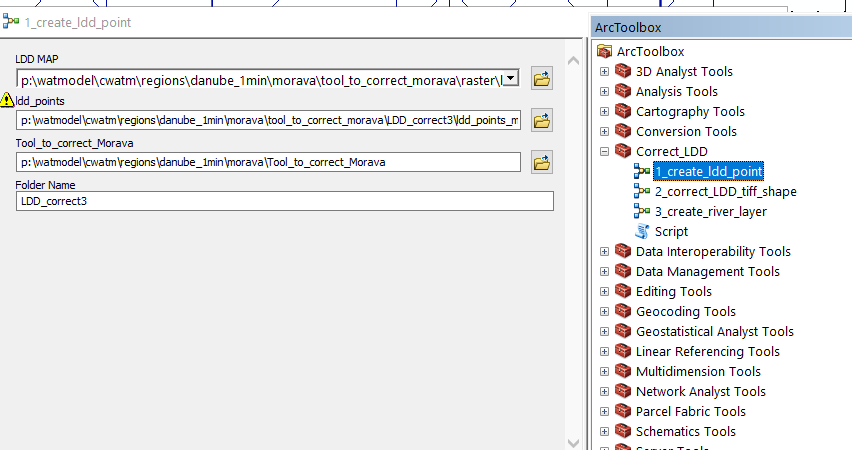 1_create_ldd_point
LDD MAP
p:\watmodel\cwatm\regions\danube_1min\morava\tool_to_correct_morava\raster\l
ldd_points
p:\watmodel\cwatm\regions\danube_1min\morava\tool_to_correct_morava\LDD_correct3\ldd_points_m
Tool_to_correct_Morava
p:\watmodel\cwatm\regions\danube_1min\morava\Tool_to_correct_Morava
Folder Name
LDD_correct3
ArcToolbox
ArcToolbox
3D Analyst Tools
Analysis Tools
Cartography Tools
Conversion Tools
Correct_LDD
1_create_ldd_point
2_correct_LDD_tiff_shape
3_create_river_layer
Script
Data Interoperability Tools
Data Management Tools
Editing Tools
Geocoding Tools
Geostatistical Analyst Tools
Linear Referencing Tools
Multidimension Tools
Network Analyst Tools
Parcel Fabric Tools
Schematics Tools
Server Tools